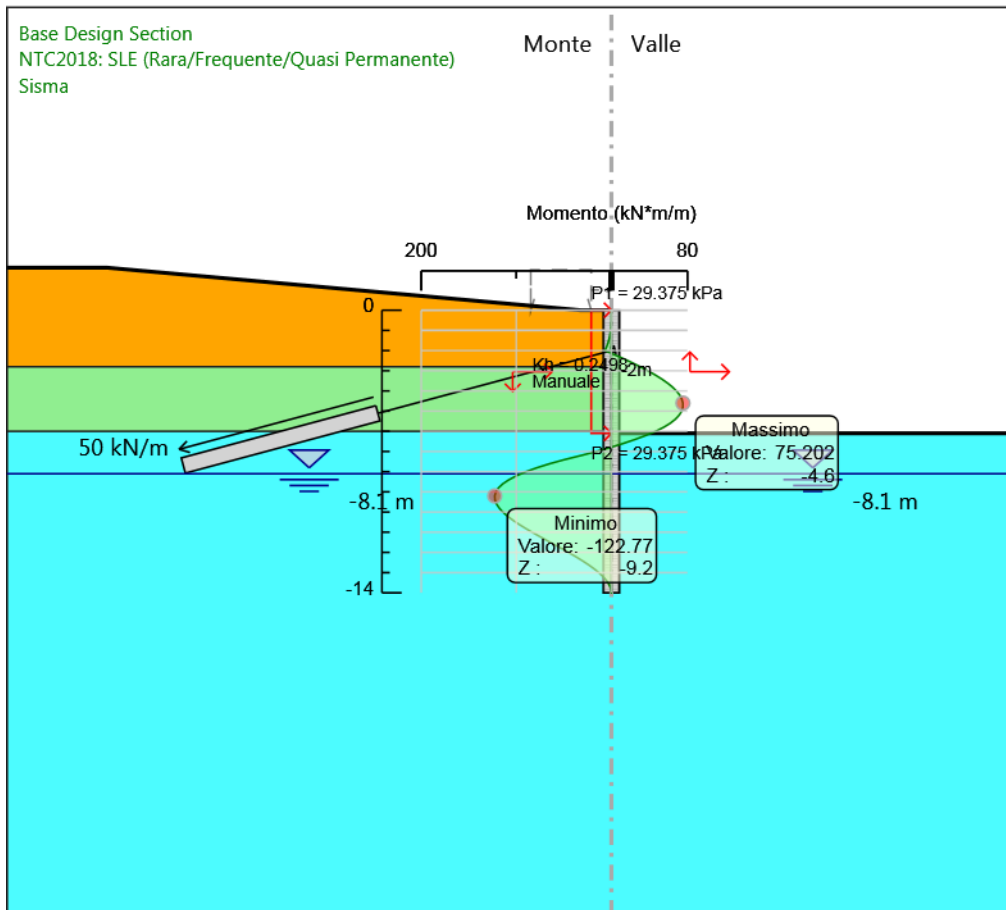 Base Design Section
NTC2018: SLE (Rara/Frequente/Quasi Permanente)
Sisma
Monte
Valle
Momento (kN*m/m)
200
80
P1 = 29.375 kPa
0
Kh = 0.2498
-2m
Manuale
50 kN/m
Massimo
Valore: 75.202
Z : -4.6
P2 = 29.375 kPa
-8.1 m
-8.1 m
Minimo
Valore: -122.77
Z : -9.2
-14